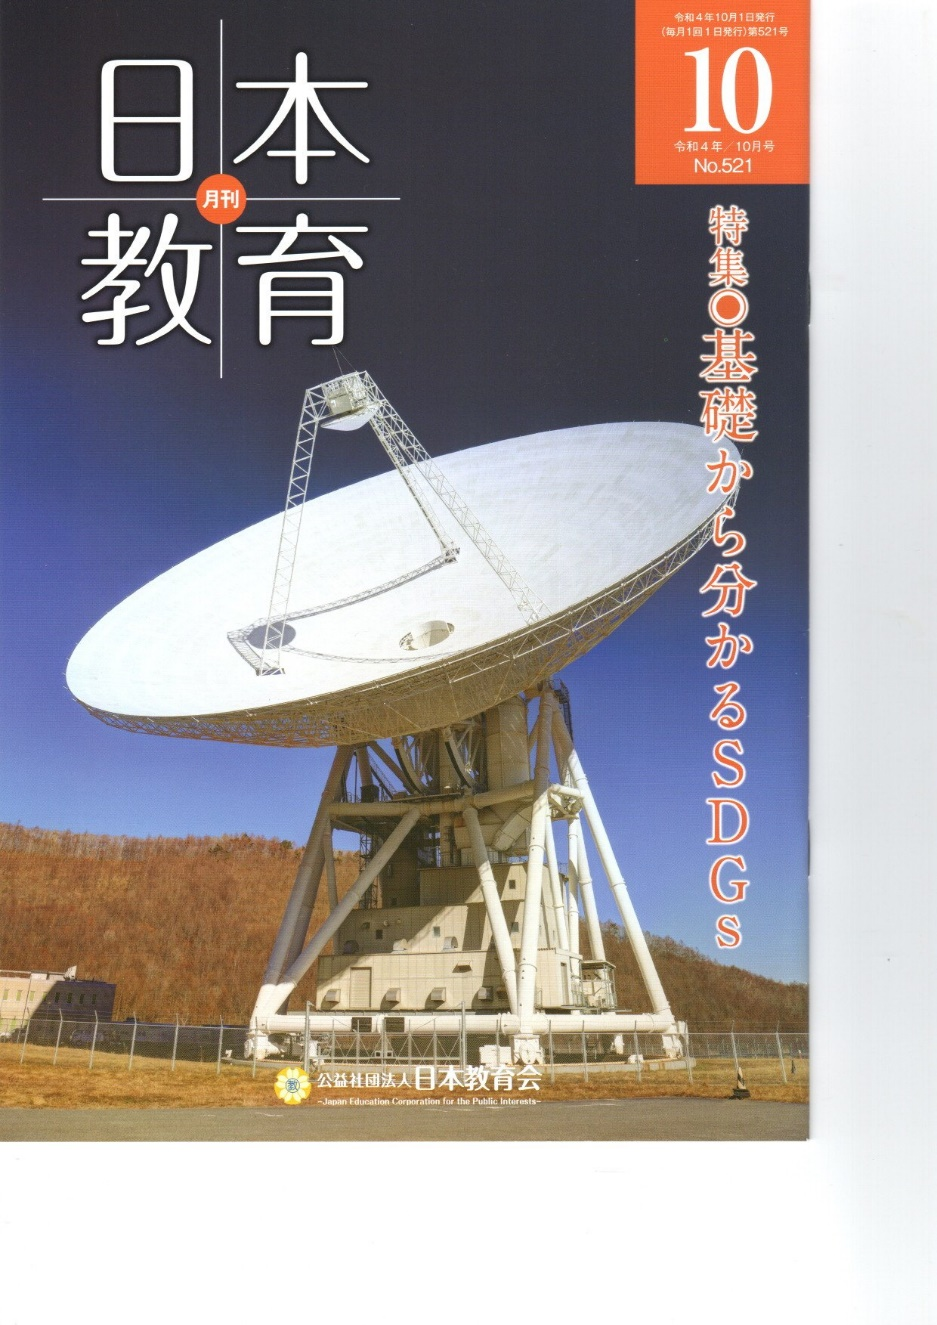 令和4年10月1日発行
(毎月1回1日発行)第521号
10
令和4年/10月号
No.521
日本
月刊
教育
特集◎基礎から分かるSDGs
教
公益社団法人日本教育会
-Japan Education Corporation for the Public Interests-